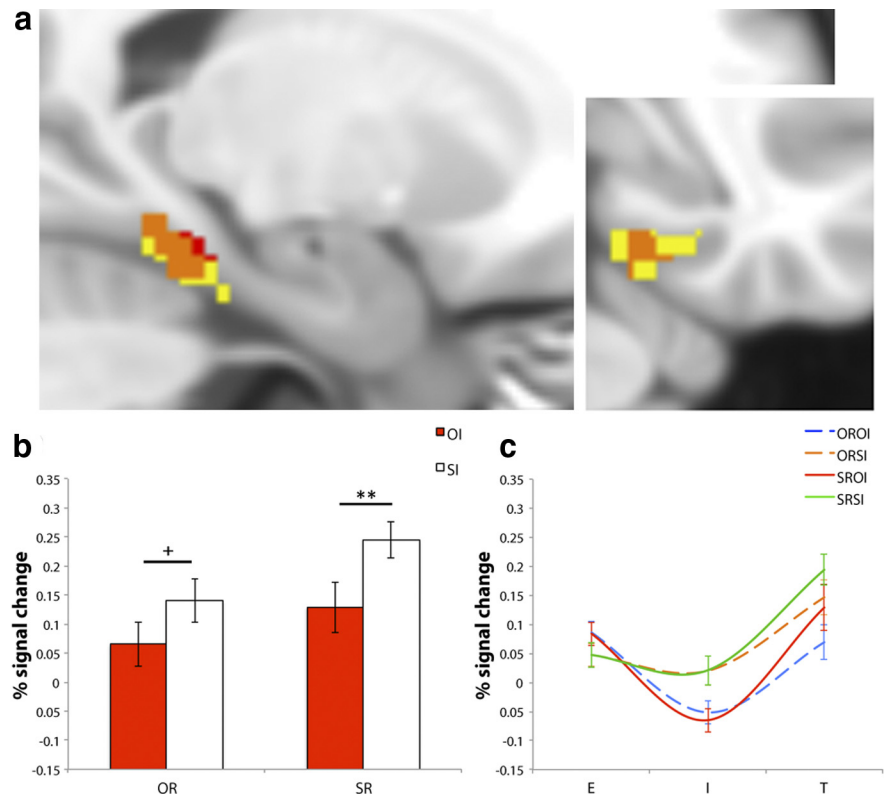 a
b
OI
SI
% signal change
0.35
0.3
0.25
0.2
0.15
0.1
0.05
0
0.05
-0.1
-0.15
+
**
OR
SR
c
OROI
ORSI
SROI
SRSI
% signal change
0.35
0.3
0.25
0.2
0.15
0.1
0.05
0
0.05
-0.1
-0.15
E
I
T